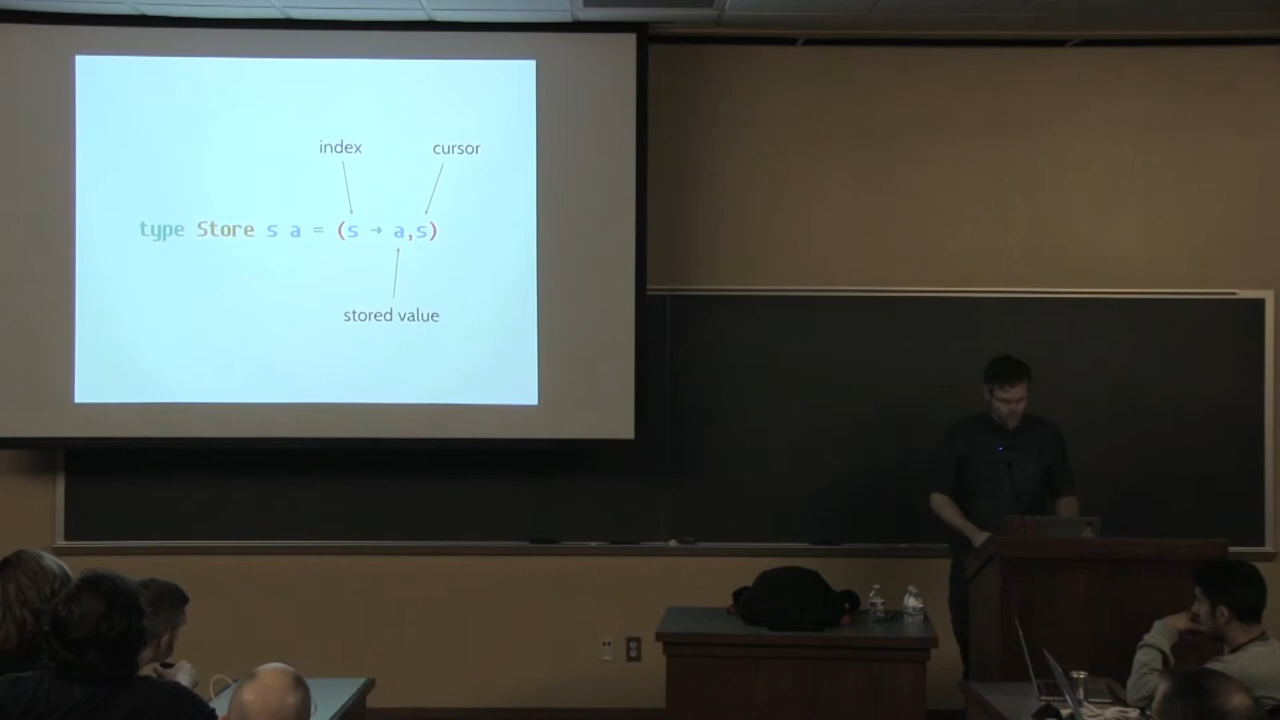 index cursor
type Store s a = (s → a,s)
stored value